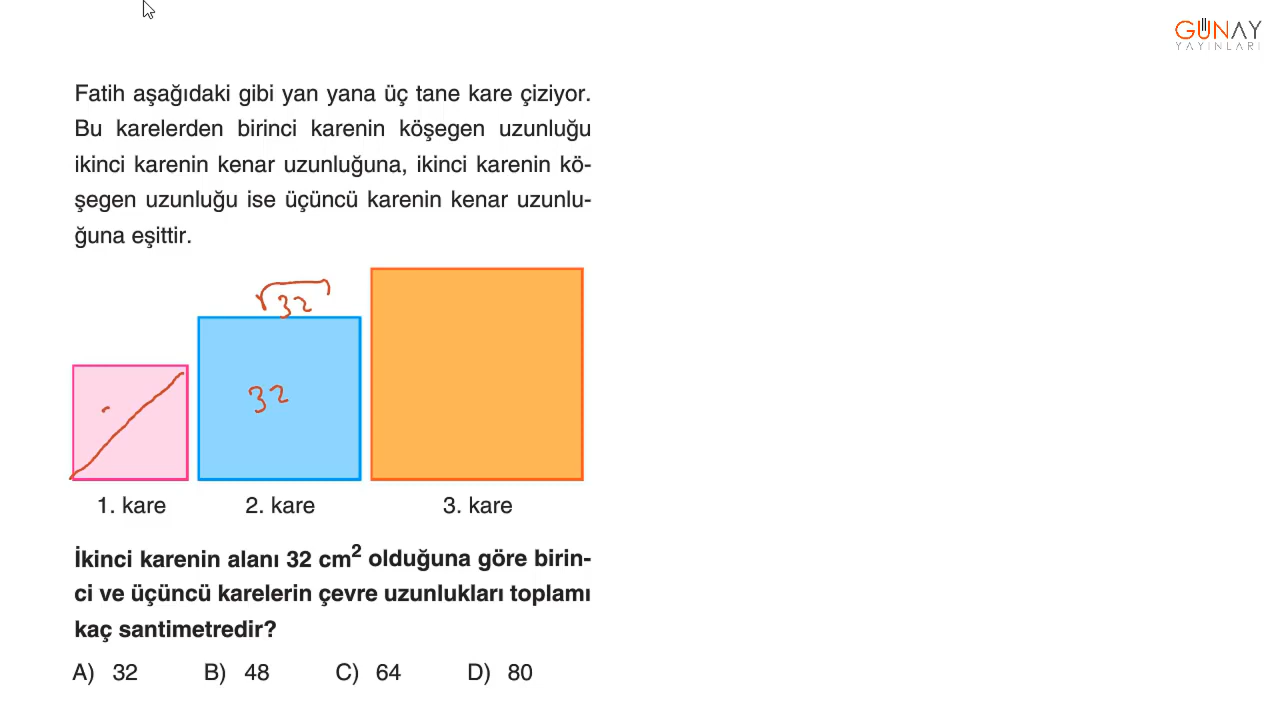 GÜNAY
YAYINLARI
Fatih aşağıdaki gibi yan yana üç tane kare çiziyor.
Bu karelerden birinci karenin köşegen uzunluğu
ikinci karenin kenar uzunluğuna, ikinci karenin kö-
şegen uzunluğu ise üçüncü karenin kenar uzunlu-
ğuna eşittir.
√32
32
1. kare 2. kare 3. kare
İkinci karenin alanı 32 cm² olduğuna göre birin-
ci ve üçüncü karelerin çevre uzunlukları toplamı
kaç santimetredir?
A) 32 B) 48 C) 64 D) 80